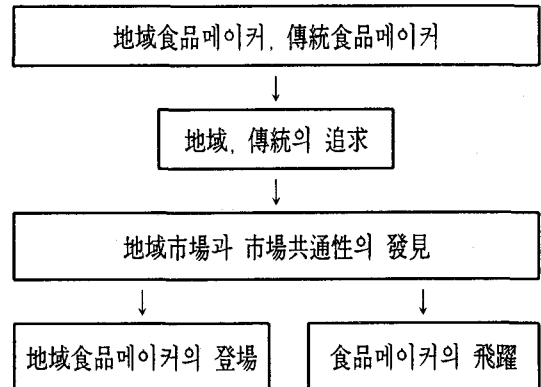 地域食品메이커, 傳統食品메이커
地域, 傳統의 追求
地域市場과 市場共通性의 發見
地域食品메이커의 登場
食品메이커의 飛躍